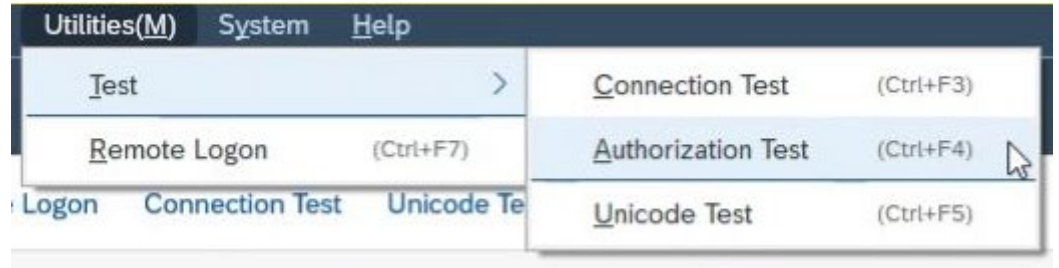 Utilities(M) System Help
Test
Remote Logon (Ctrl+F7)
Connection Test (Ctrl+F3)
Authorization Test (Ctrl+F4)
Unicode Test (Ctrl+F5)
Logon Connection Test Unicode Te